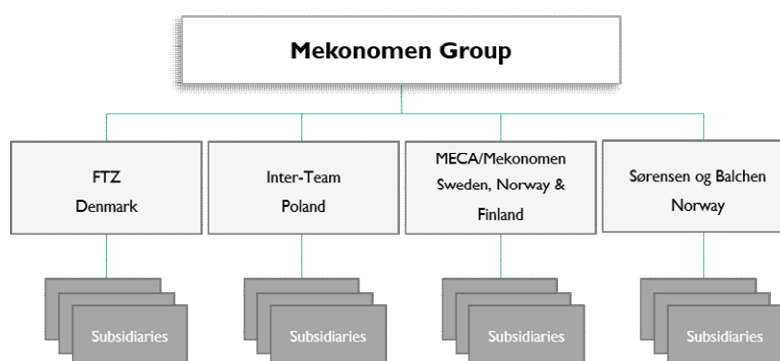 Mekonomen Group
FTZ
Denmark
Inter-Team
Poland
MECA/Mekonomen
Sweden, Norway &
Finland
Sørensen og Balchen
Norway
Subsidiaries
Subsidiaries
Subsidiaries
Subsidiaries